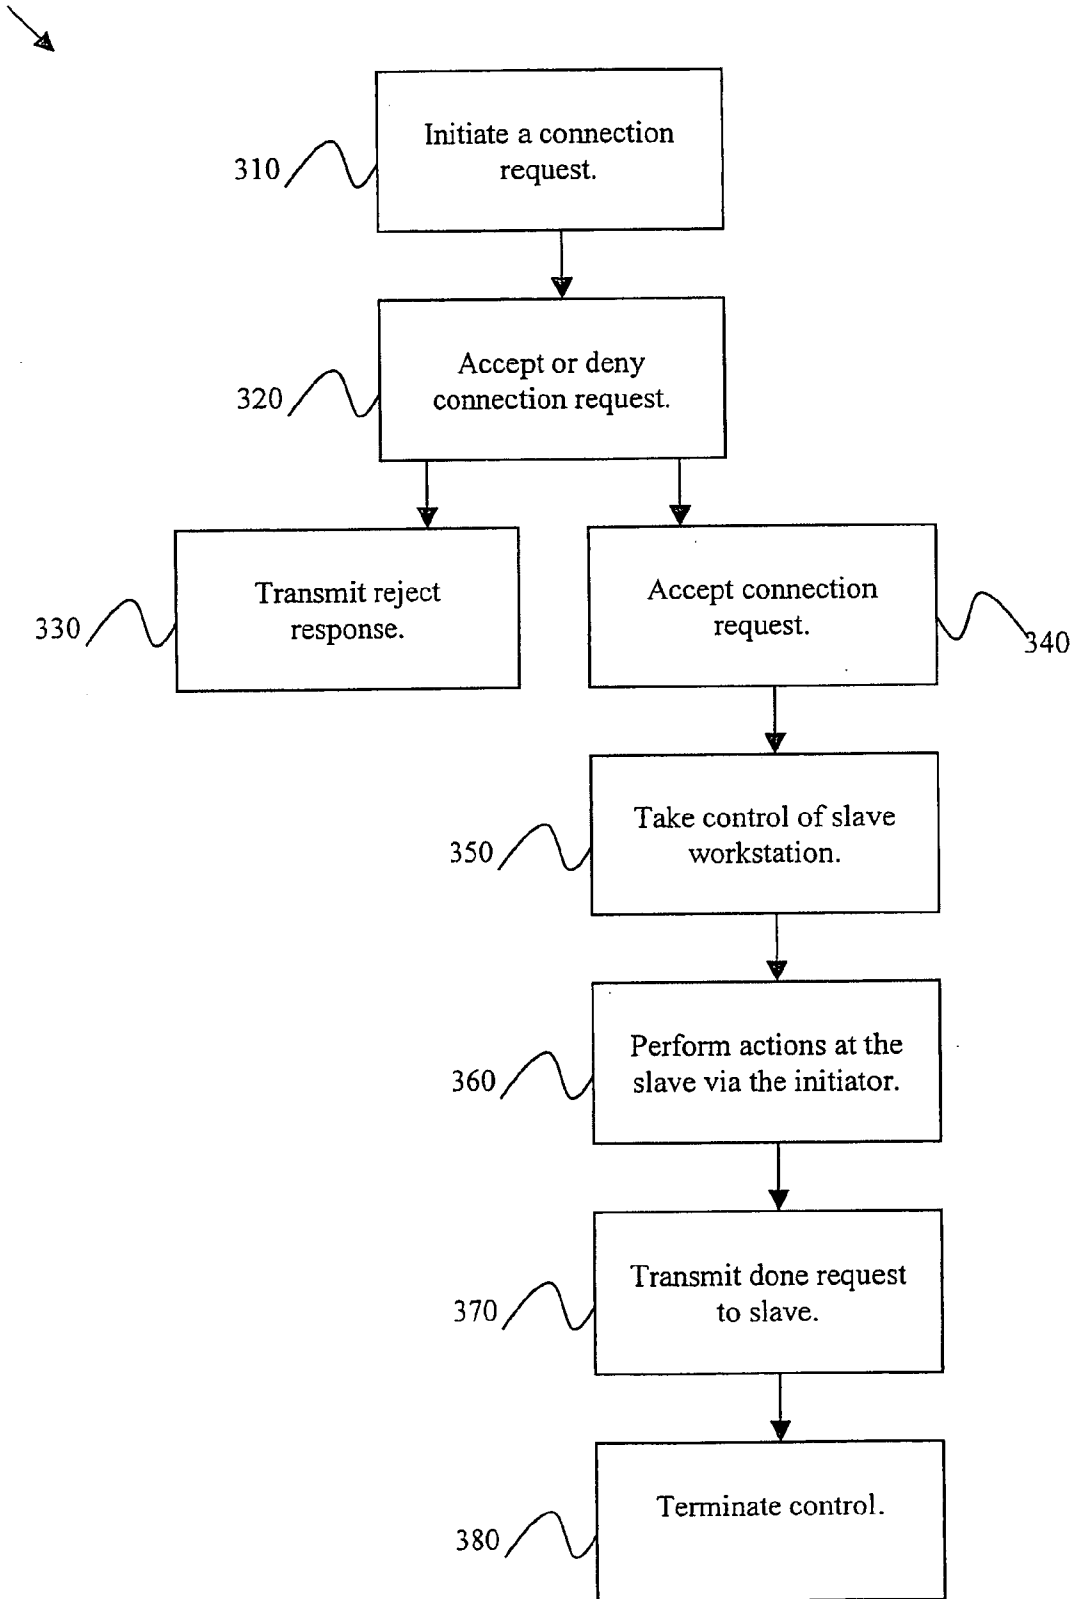 Initiate a connection
request.
310
Accept or deny
connection request.
320
Transmit reject
response.
330
Accept connection
request.
340
Take control of slave
workstation.
350
Perform actions at the
slave via the initiator.
360
Transmit done request
to slave.
370
Terminate control.
380